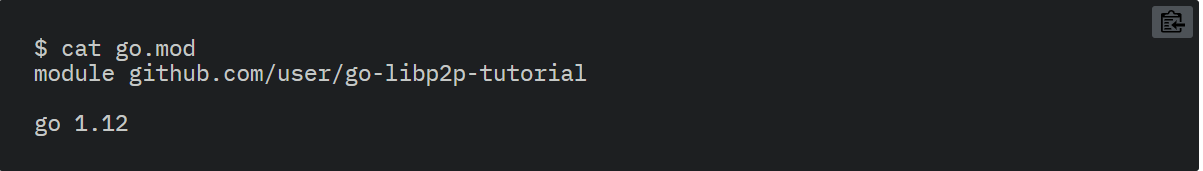 $ cat go.mod
module github.com/user/go-libp2p-tutorial
go 1.12